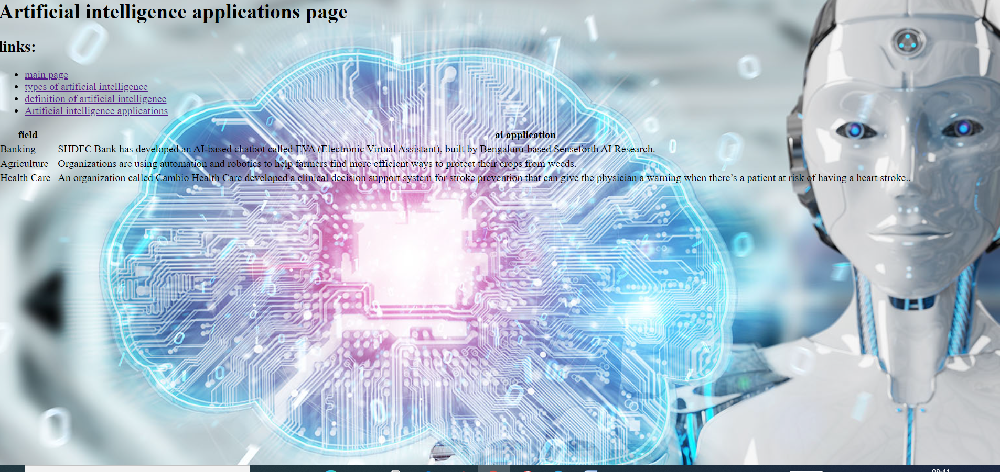 Artificial intelligence applications page
links:
main page
types of artificial intelligence
definition of artificial intelligence
Artificial intelligence applications
field ai application
Banking SHDFC Bank has developed an AI-based chatbot called EVA (Electronic Virtual Assistant), built by Bengaluru-based Senseforth AI Research.
Agriculture Organizations are using automation and robotics to help farmers find more efficient ways to protect their crops from weeds.
Health Care An organization called Cambio Health Care developed a clinical decision support system for stroke prevention that can give the physician a warning when there’s a patient at risk of having a heart stroke..